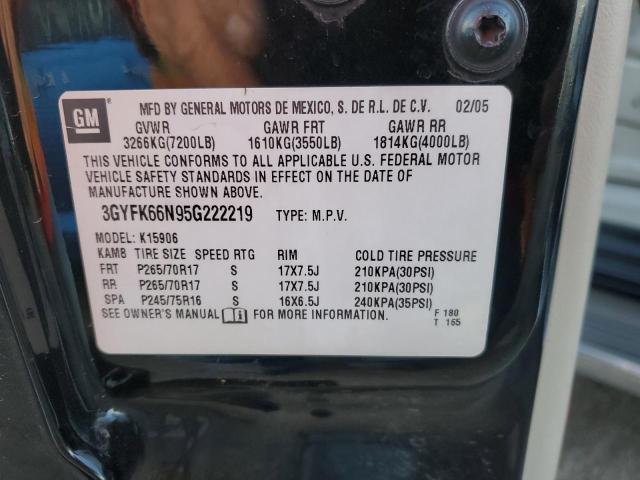 GM
MFD BY GENERAL MOTORS DE MEXICO, S. DE R.L. DE C.V. 02/05
GVWR GAWR FRT GAWR RR
3266KG(7200LB) 1610KG(3550LB) 1814KG(4000LB)
THIS VEHICLE CONFORMS TO ALL APPLICABLE U.S. FEDERAL MOTOR
VEHICLE SAFETY STANDARDS IN EFFECT ON THE DATE OF
MANUFACTURE SHOWN ABOVE.
3GYFK66N95G222219 TYPE: M.P.V.
MODEL: K15906
KAMB TIRE SIZE SPEED RTG RIM COLD TIRE PRESSURE
FRT P265/70R17 S 17X7.5J 210KPA(30PSI)
RR P265/70R17 S 17X7.5J 210KPA(30PSI)
SPA P245/75R16 S 16X6.5J 240KPA(35PSI)
SEE OWNER'S MANUAL FOR MORE INFORMATION. F 180
T 165